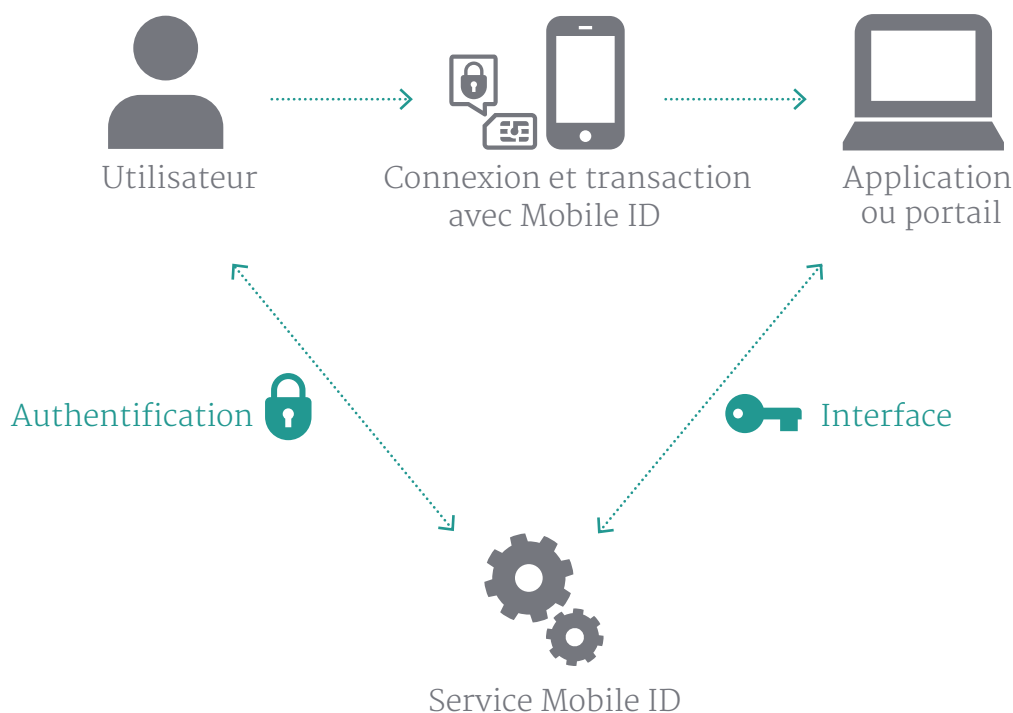 Utilisateur
Connexion et transaction
avec Mobile ID
Application
ou portail
Authentification
Interface
Service Mobile ID